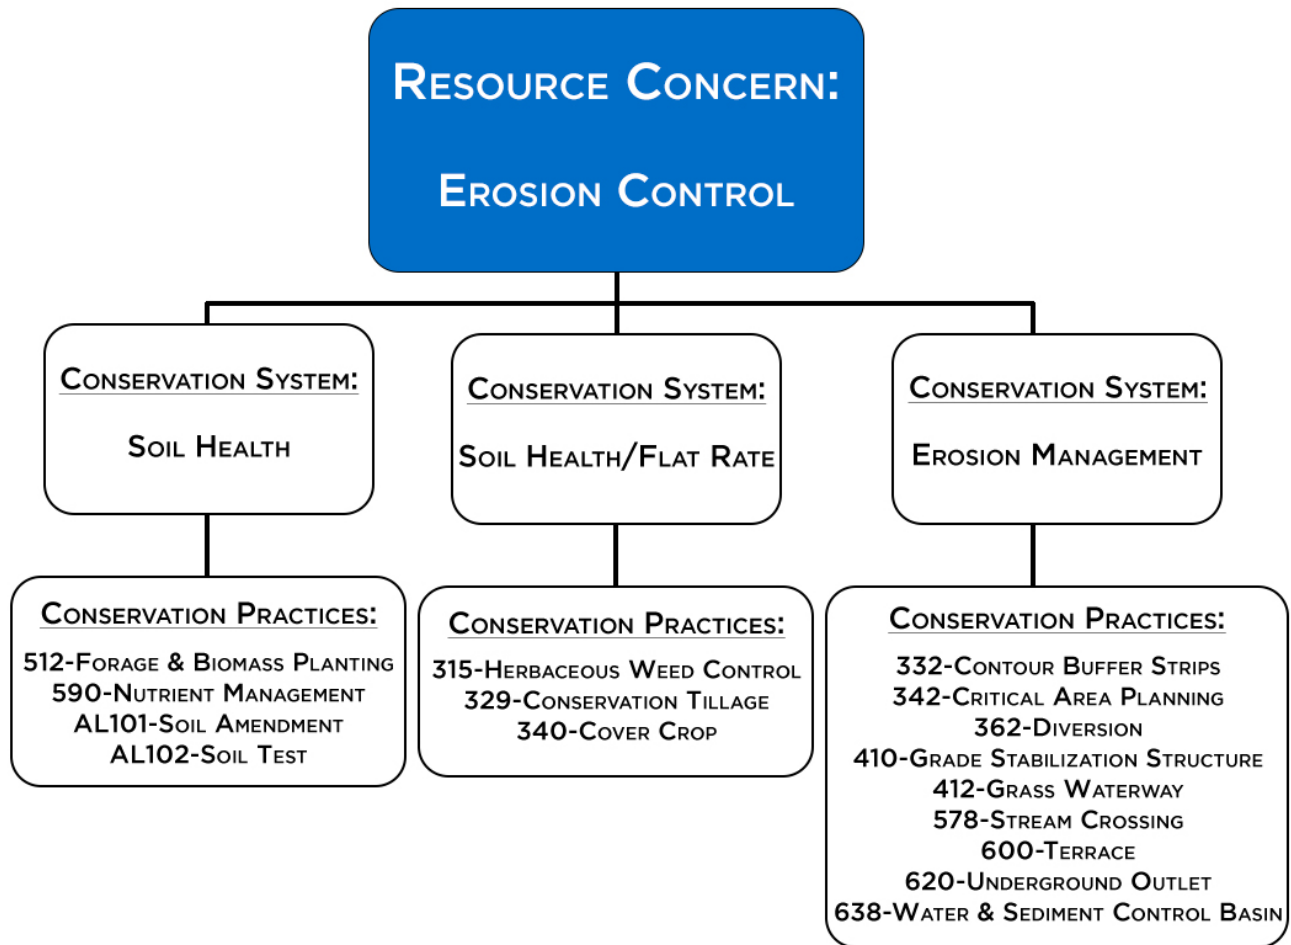 Resource Concern:
Erosion Control
Conservation System:
Soil Health
Conservation System:
Soil Health/Flat Rate
Conservation System:
Erosion Management
Conservation Practices:
512-Forage & Biomass Planting
590-Nutrient Management
AL101-Soil Amendment
AL102-Soil Test
Conservation Practices:
315-Herbaceous Weed Control
329-Conservation Tillage
340-Cover Crop
Conservation Practices:
332-Contour Buffer Strips
342-Critical Area Planning
362-Diversion
410-Grade Stabilization Structure
412-Grass Waterway
578-Stream Crossing
600-Terrace
620-Underground Outlet
638-Water & Sediment Control Basin